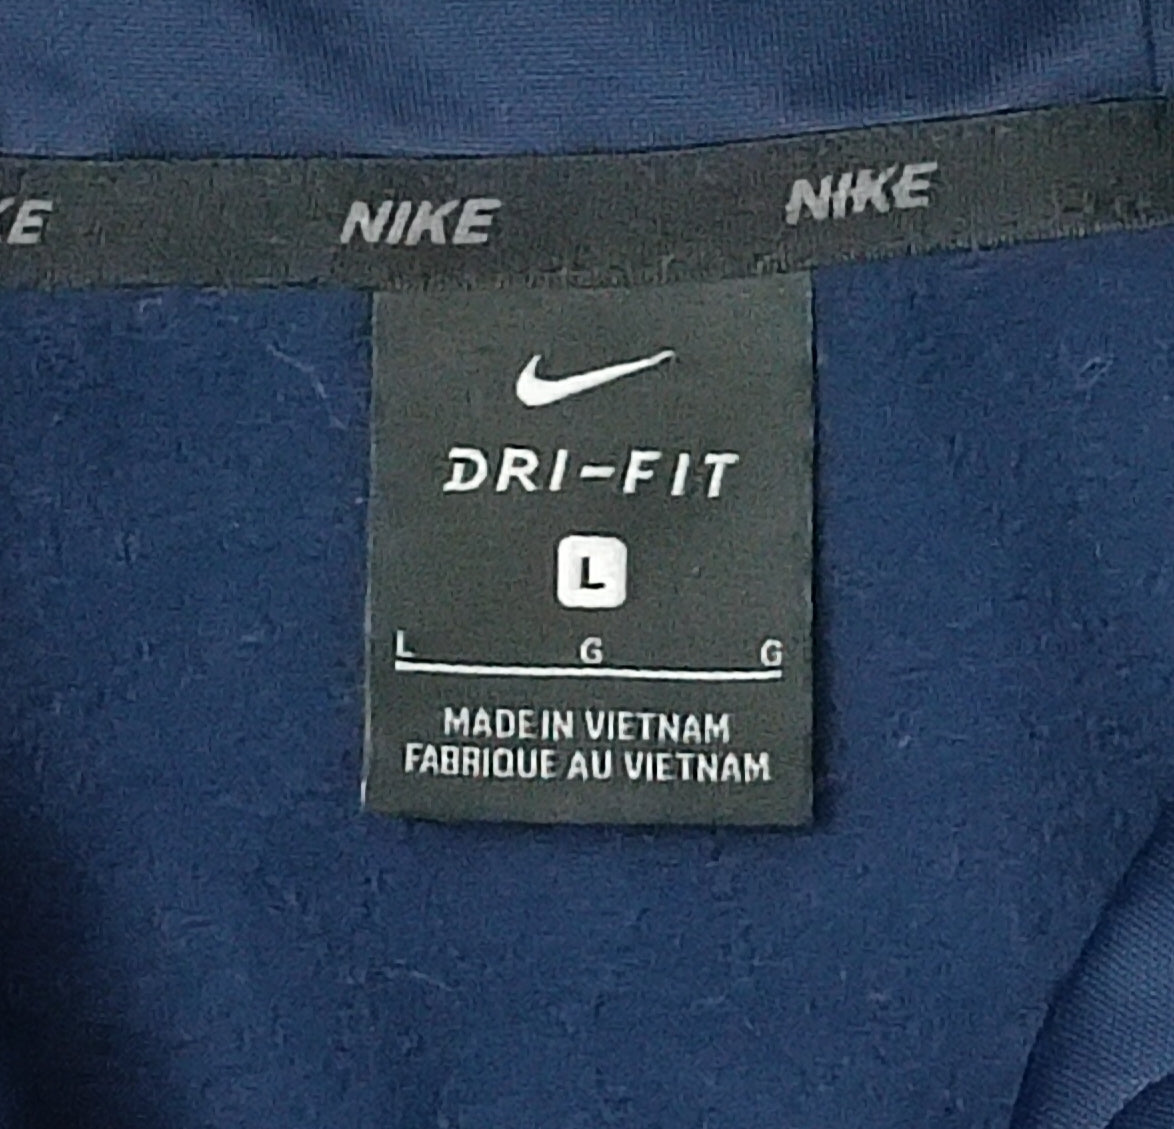 KE NIKE NIKE
DRI-FIT
L
L G G
MADE IN VIETNAM
FABRIQUE AU VIETNAM